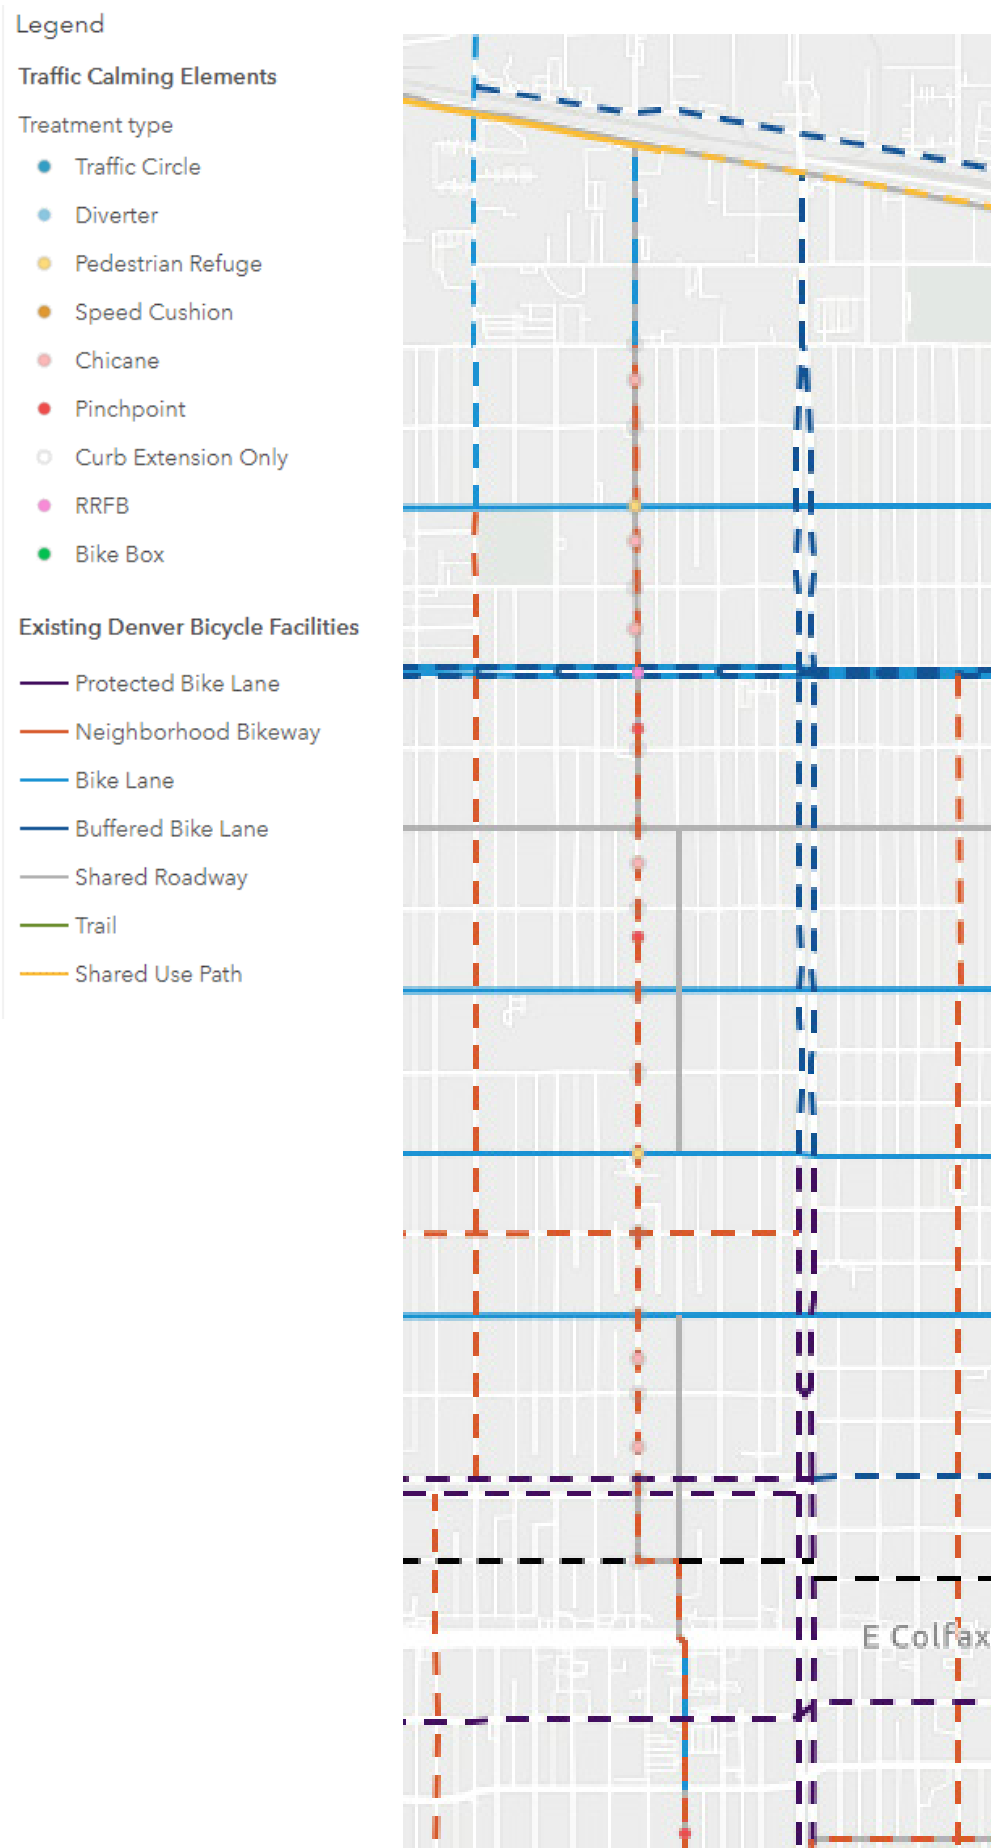 Legend
Traffic Calming Elements
Treatment type
Traffic Circle
Diverter
Pedestrian Refuge
Speed Cushion
Chicane
Pinchpoint
Curb Extension Only
RRFB
Bike Box
Existing Denver Bicycle Facilities
Protected Bike Lane
Neighborhood Bikeway
Bike Lane
Buffered Bike Lane
Shared Roadway
Trail
Shared Use Path
E Colfax